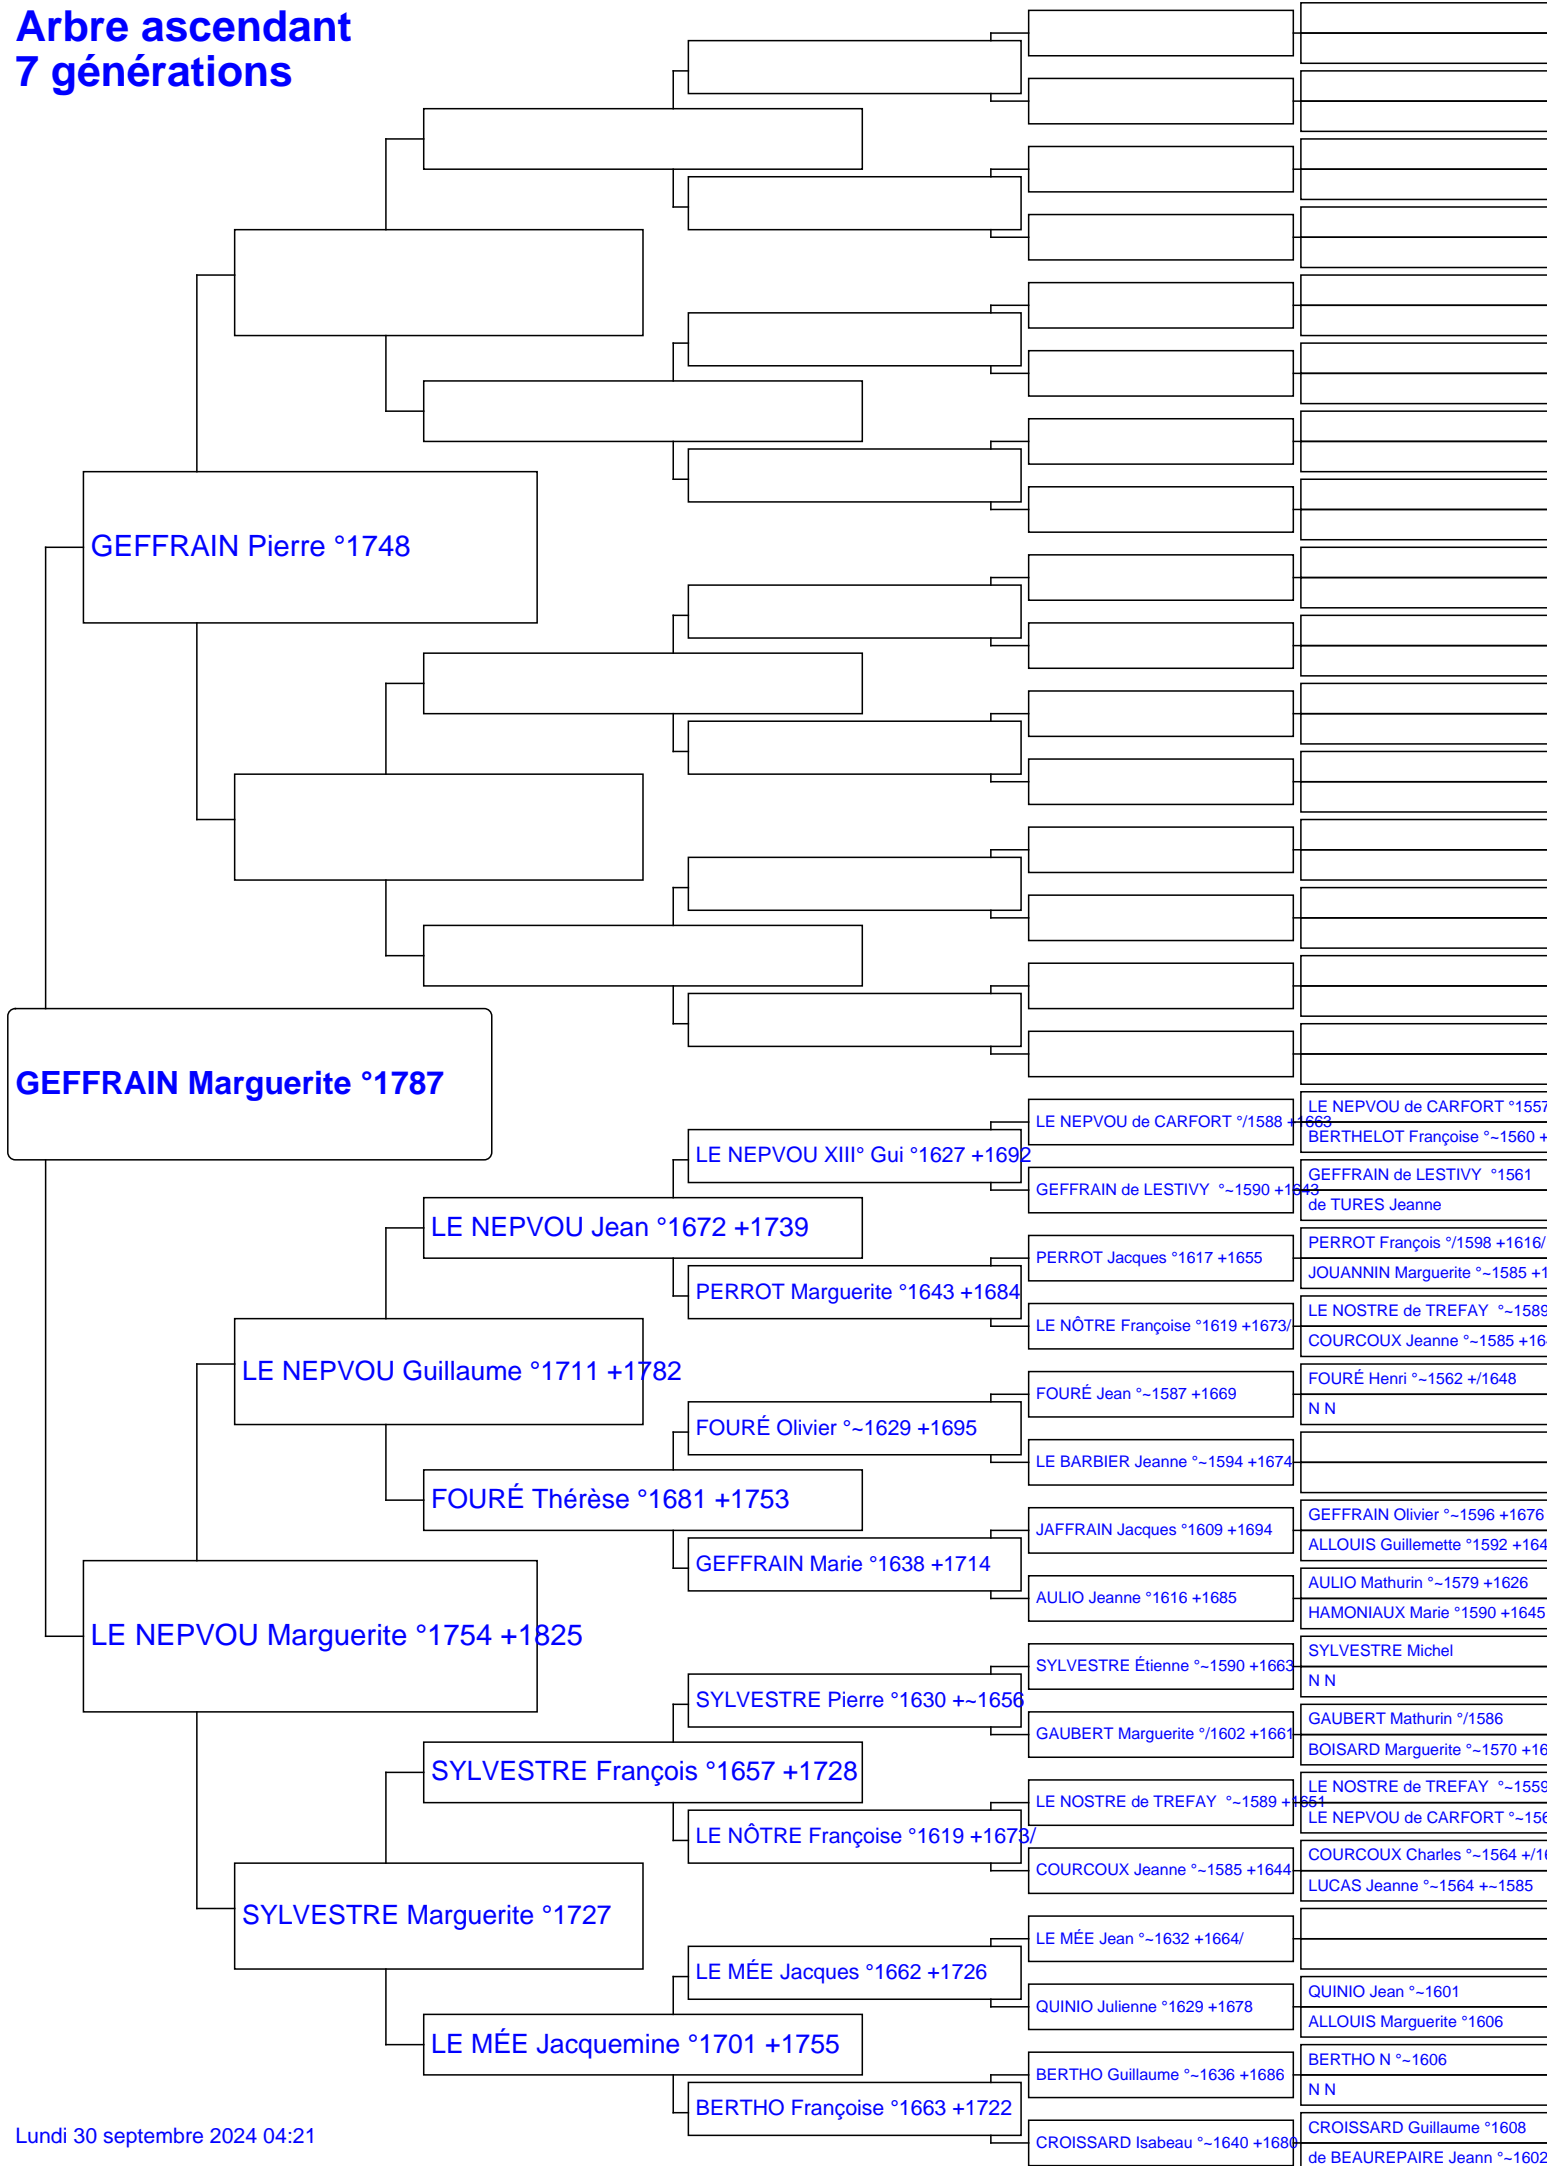 Arbre ascendant
7 générations
GEFFRAIN Pierre °1748
GEFFRAIN Marguerite °1787
LE NEPVOU de CARFORT °/1588 +1663
LE NEPVOU de CARFORT °1557
BERTHELOT Françoise °~1560 +
LE NEPVOU XIII° Gui °1627 +1692
GEFFRAIN de LESTIVY °~1590 +1643
GEFFRAIN de LESTIVY °1561
de TURES Jeanne
LE NEPVOU Jean °1672 +1739
PERROT Jacques °1617 +1655
PERROT François °/1598 +1616/
JOUANNIN Marguerite °~1585 +1
PERROT Marguerite °1643 +1684
LE NÔTRE Françoise °1619 +1673/
LE NOSTRE de TREFAY °~1589
COURCOUX Jeanne °~1585 +16
LE NEPVOU Guillaume °1711 +1782
FOURÉ Jean °~1587 +1669
FOURÉ Henri °~1562 +/1648
N N
FOURÉ Olivier °~1629 +1695
LE BARBIER Jeanne °~1594 +1674
FOURÉ Thérèse °1681 +1753
JAFFRAIN Jacques °1609 +1694
GEFFRAIN Olivier °~1596 +1676
ALLOUIS Guillemette °1592 +164
GEFFRAIN Marie °1638 +1714
AULIO Jeanne °1616 +1685
AULIO Mathurin °~1579 +1626
HAMONIAUX Marie °1590 +1645
LE NEPVOU Marguerite °1754 +1825
SYLVESTRE Étienne °~1590 +1663
SYLVESTRE Michel
N N
SYLVESTRE Pierre °1630 +~1656
GAUBERT Marguerite °/1602 +1661
GAUBERT Mathurin °/1586
BOISARD Marguerite °~1570 +16
SYLVESTRE François °1657 +1728
LE NOSTRE de TREFAY °~1589 +1651
LE NOSTRE de TREFAY °~1559
LE NEPVOU de CARFORT °~156
LE NÔTRE Françoise °1619 +1673/
COURCOUX Jeanne °~1585 +1644
COURCOUX Charles °~1564 +/16
LUCAS Jeanne °~1564 +~1585
SYLVESTRE Marguerite °1727
LE MÉE Jean °~1632 +1664/
LE MÉE Jacques °1662 +1726
QUINIO Julienne °1629 +1678
QUINIO Jean °~1601
ALLOUIS Marguerite °1606
LE MÉE Jacquemine °1701 +1755
BERTHO Guillaume °~1636 +1686
BERTHO N °~1606
N N
BERTHO Françoise °1663 +1722
CROISSARD Isabeau °~1640 +1680
CROISSARD Guillaume °1608
de BEAUREPAIRE Jeann °~1602
Lundi 30 septembre 2024 04:21